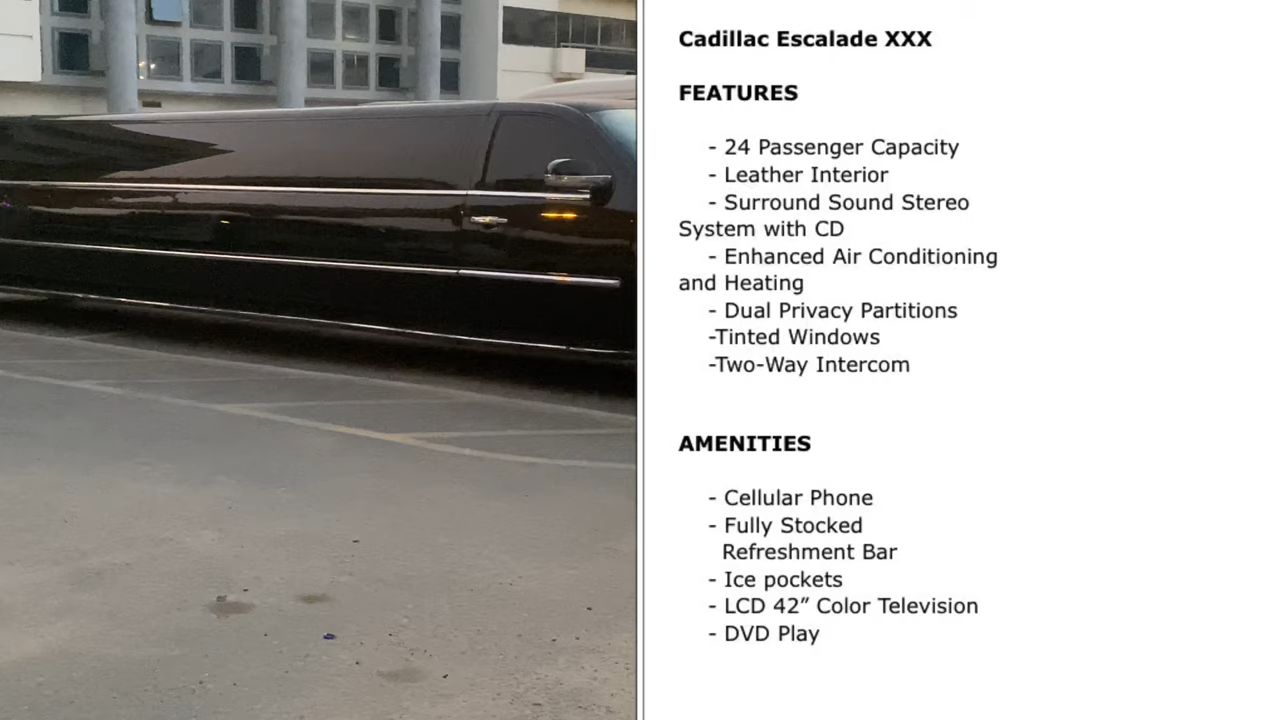 Cadillac Escalade XXX
FEATURES
- 24 Passenger Capacity
- Leather Interior
- Surround Sound Stereo
System with CD
- Enhanced Air Conditioning
and Heating
- Dual Privacy Partitions
-Tinted Windows
-Two-Way Intercom
AMENITIES
- Cellular Phone
- Fully Stocked
Refreshment Bar
- Ice pockets
- LCD 42” Color Television
- DVD Play